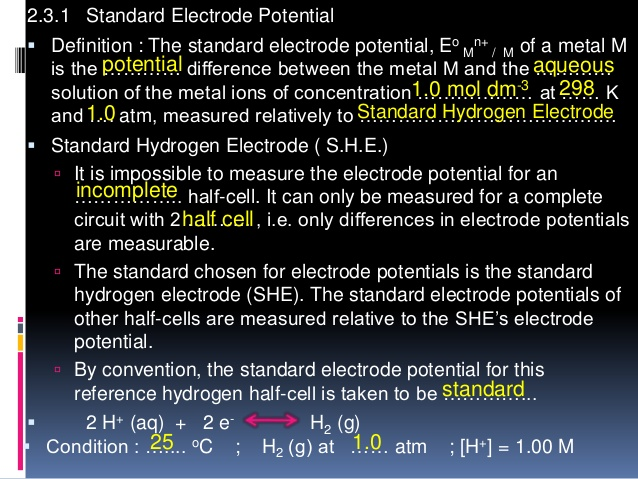 2.3.1 Standard Electrode Potential
▪ Definition : The standard electrode potential, Eo Mn+ / M of a metal M
is the potential difference between the metal M and the aqueous
solution of the metal ions of concentration 1.0 mol dm-3 at 298 K
and 1.0 atm, measured relatively to Standard Hydrogen Electrode
▪ Standard Hydrogen Electrode ( S.H.E.)
▫ It is impossible to measure the electrode potential for an
incomplete half-cell. It can only be measured for a complete
circuit with 2 half cell, i.e. only differences in electrode potentials
are measurable.
▫ The standard chosen for electrode potentials is the standard
hydrogen electrode (SHE). The standard electrode potentials of
other half-cells are measured relative to the SHE’s electrode
potential.
▫ By convention, the standard electrode potential for this
reference hydrogen half-cell is taken to be standard
▪ 2 H+ (aq) + 2 e- ⟷ H2 (g)
▪ Condition : 25 oC ; H2 (g) at 1.0 atm ; [H+] = 1.00 M